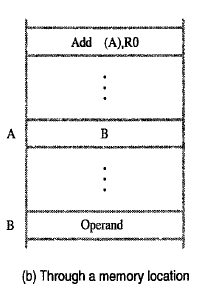 Add (A),R0
A B
B Operand
(b) Through a memory location